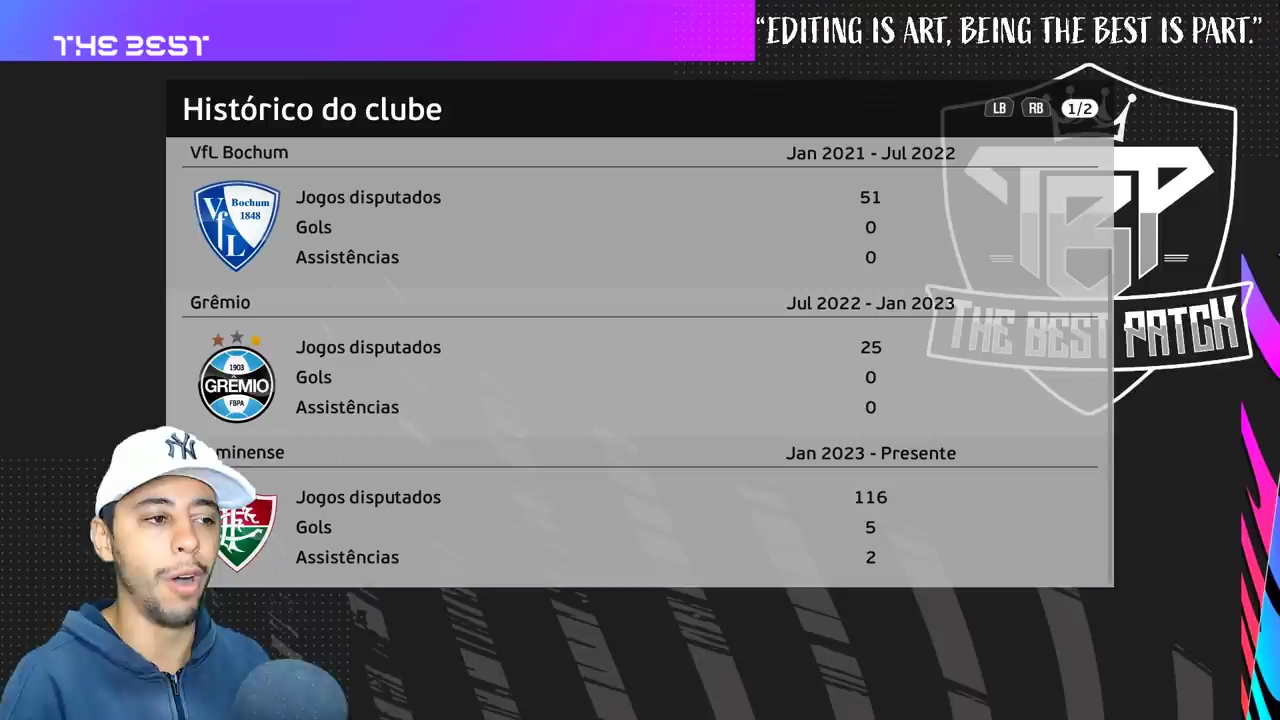 THE BEST
“EDITING IS ART, BEING THE BEST IS PART.”
Histórico do clube
LB RB 1/2
VfL Bochum Jan 2021 - Jul 2022
VfL Bochum 1848
Jogos disputados 51
Gols 0
Assistências 0
Grêmio Jul 2022 - Jan 2023
1903
GRÊMIO
FBPA
Jogos disputados 25
Gols 0
Assistências 0
minense Jan 2023 - Presente
Jogos disputados 116
Gols 5
Assistências 2
TBP
THE BEST PATCH
NY